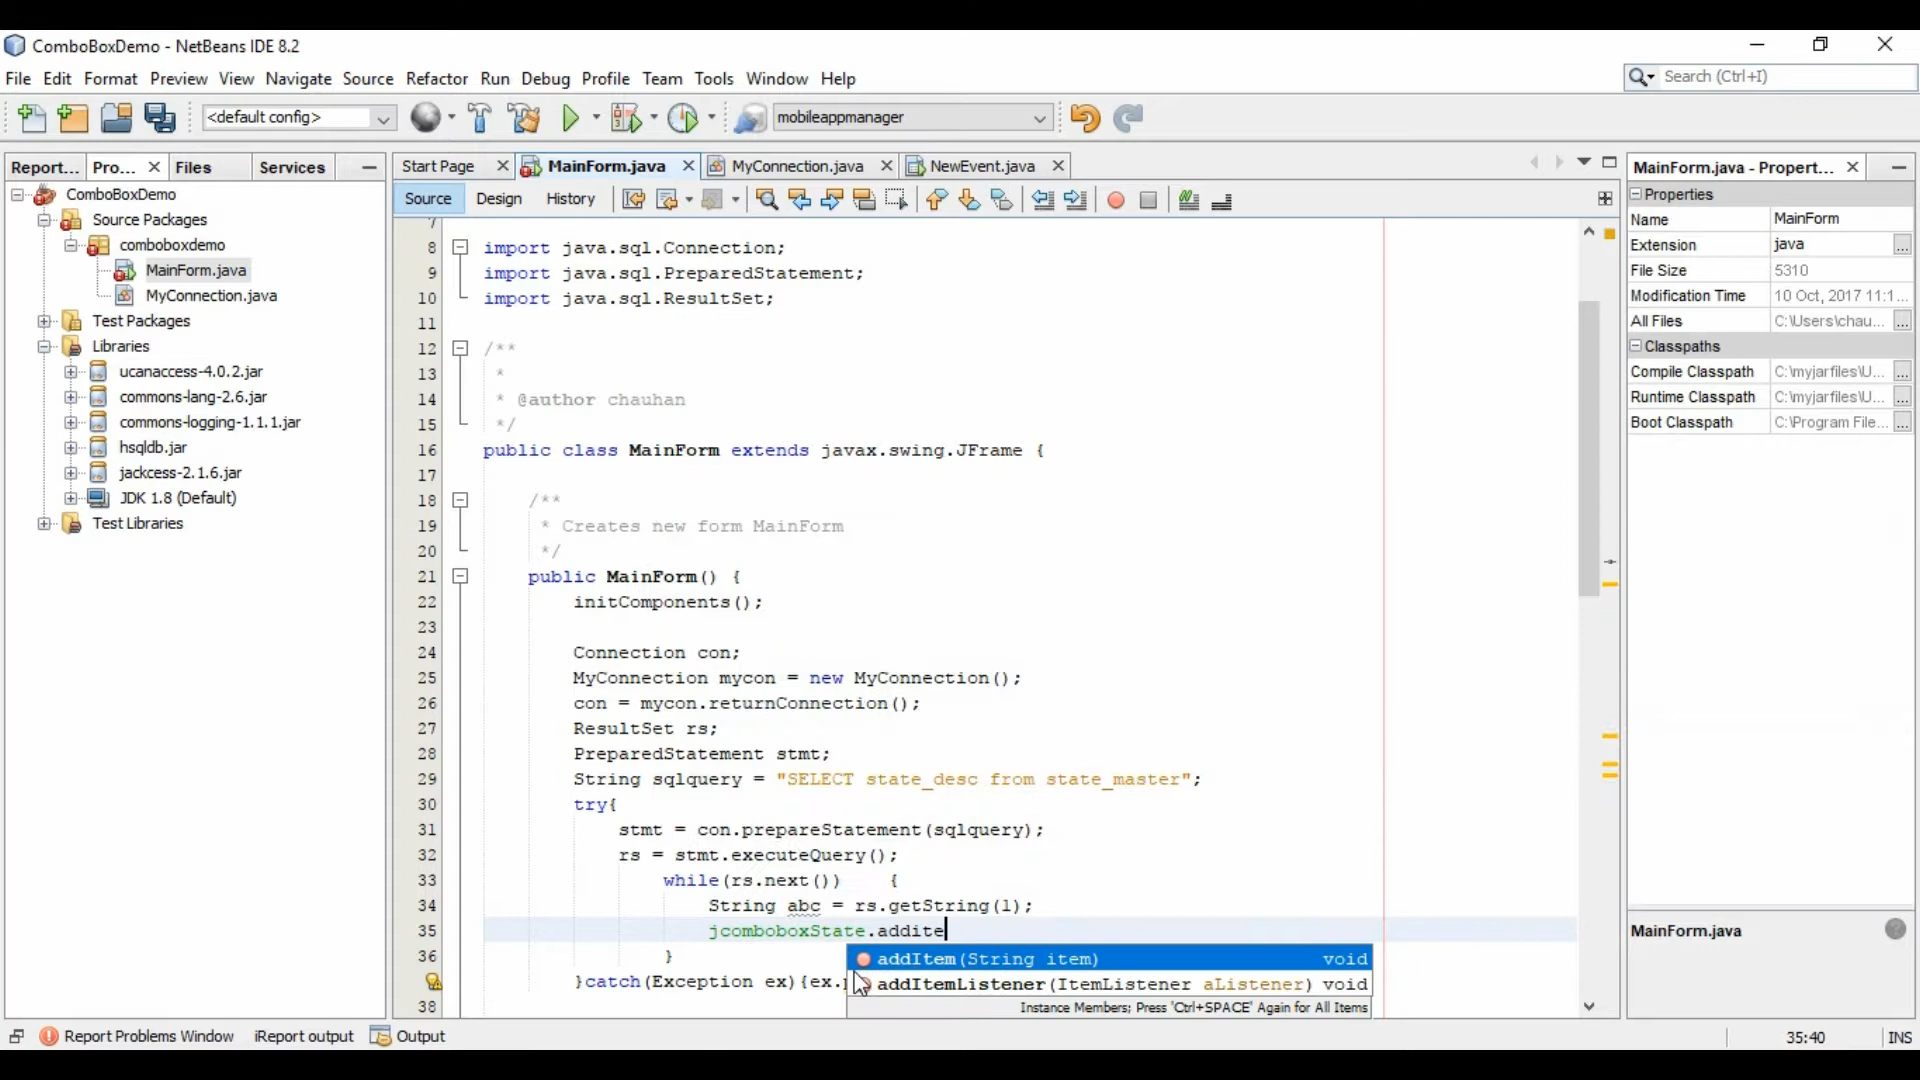 ComboBoxDemo - NetBeans IDE 8.2
File Edit Format Preview View Navigate Source Refactor Run Debug Profile Team Tools Window Help
Search (Ctrl+I)
<default config>
mobileappmanager
Report... Pro... Files Services
Start Page MainForm.java MyConnection.java NewEvent.java
MainForm.java - Propert...
Source Design History
ComboBoxDemo
Source Packages
comboboxdemo
MainForm.java
MyConnection.java
Test Packages
Libraries
ucanaccess-4.0.2.jar
commons-lang-2.6.jar
commons-logging-1.1.1.jar
hsqldb.jar
jackcess-2.1.6.jar
JDK 1.8 (Default)
Test Libraries
7
8 import java.sql.Connection;
9 import java.sql.PreparedStatement;
10 import java.sql.ResultSet;
11
12 /**
13 *
14 * @author chauhan
15 */
16 public class MainForm extends javax.swing.JFrame {
17
18 /**
19 * Creates new form MainForm
20 */
21 public MainForm() {
22 initComponents();
23
24 Connection con;
25 MyConnection mycon = new MyConnection();
26 con = mycon.returnConnection();
27 ResultSet rs;
28 PreparedStatement stmt;
29 String sqlquery = "SELECT state_desc from state_master";
30 try{
31 stmt = con.prepareStatement(sqlquery);
32 rs = stmt.executeQuery();
33 while(rs.next()) {
34 String abc = rs.getString(1);
35 jcomboboxState.addite
36 }
}catch(Exception ex){ex.
38
addItem(String item) void
addItemListener(ItemListener aListener) void
Instance Members; Press 'Ctrl+SPACE' Again for All Items
Properties
Name MainForm
Extension java ...
File Size 5310
Modification Time 10 Oct, 2017 11:1...
All Files C:\Users\chau... ...
Classpaths
Compile Classpath C:\myjarfiles\U... ...
Runtime Classpath C:\myjarfiles\U... ...
Boot Classpath C:\Program File... ...
MainForm.java
Report Problems Window iReport output Output
35:40 INS